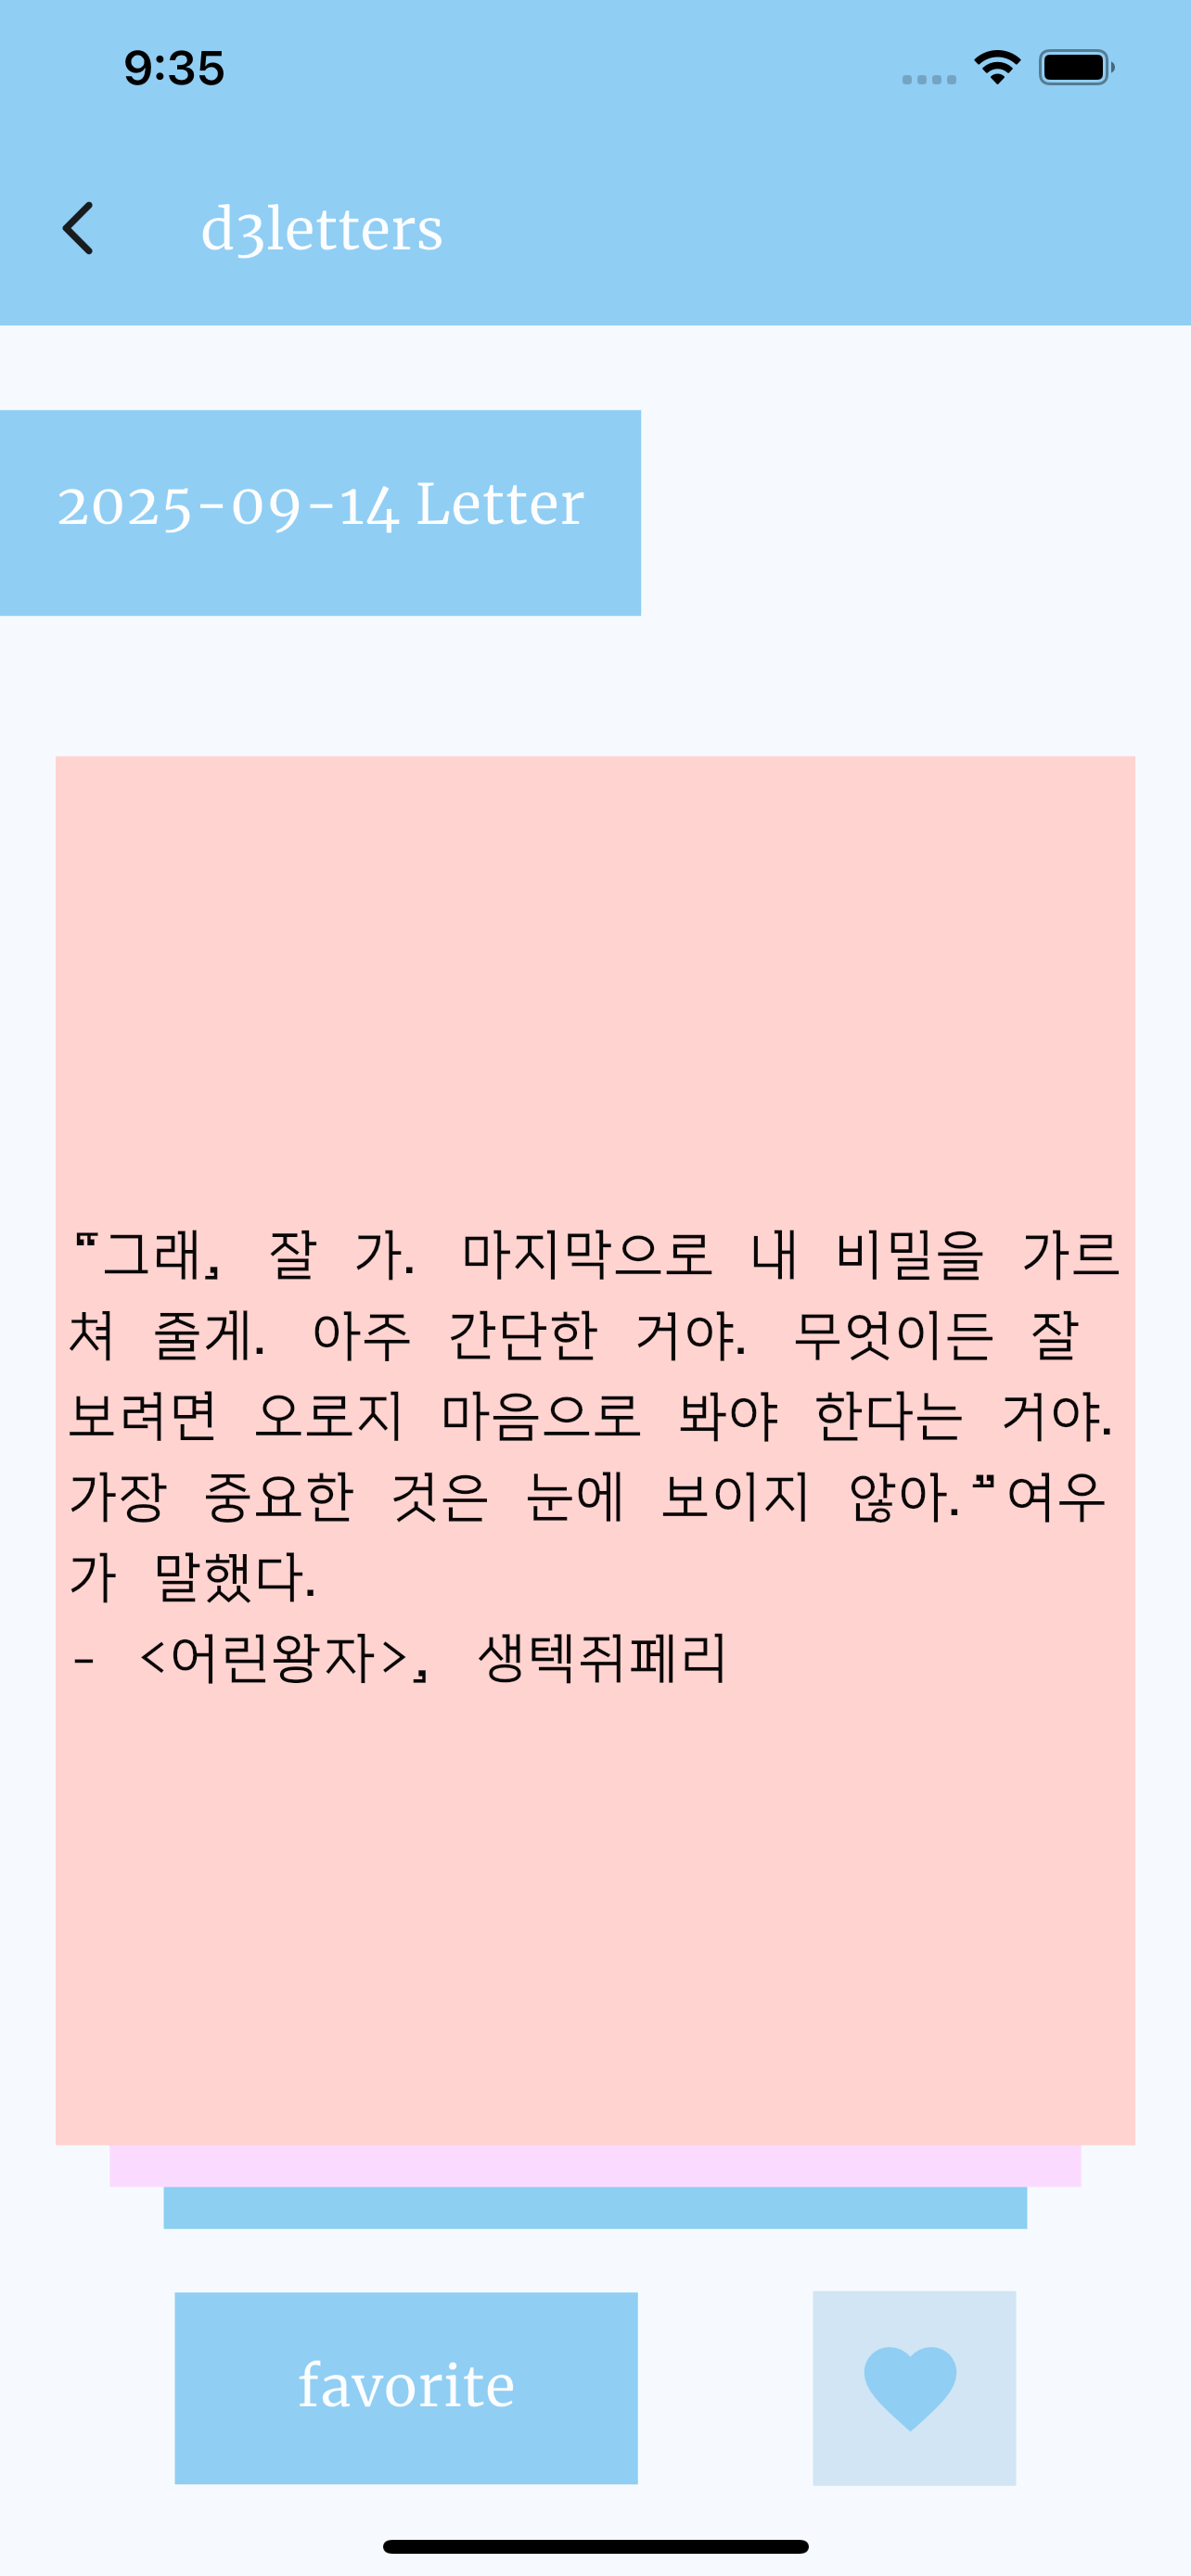 9:35
d3letters
2025-09-14 Letter
“그래, 잘 가. 마지막으로 내 비밀을 가르
쳐 줄게. 아주 간단한 거야. 무엇이든 잘
보려면 오로지 마음으로 봐야 한다는 거야.
가장 중요한 것은 눈에 보이지 않아.”여우
가 말했다.
- <어린왕자>, 생텍쥐페리
favorite